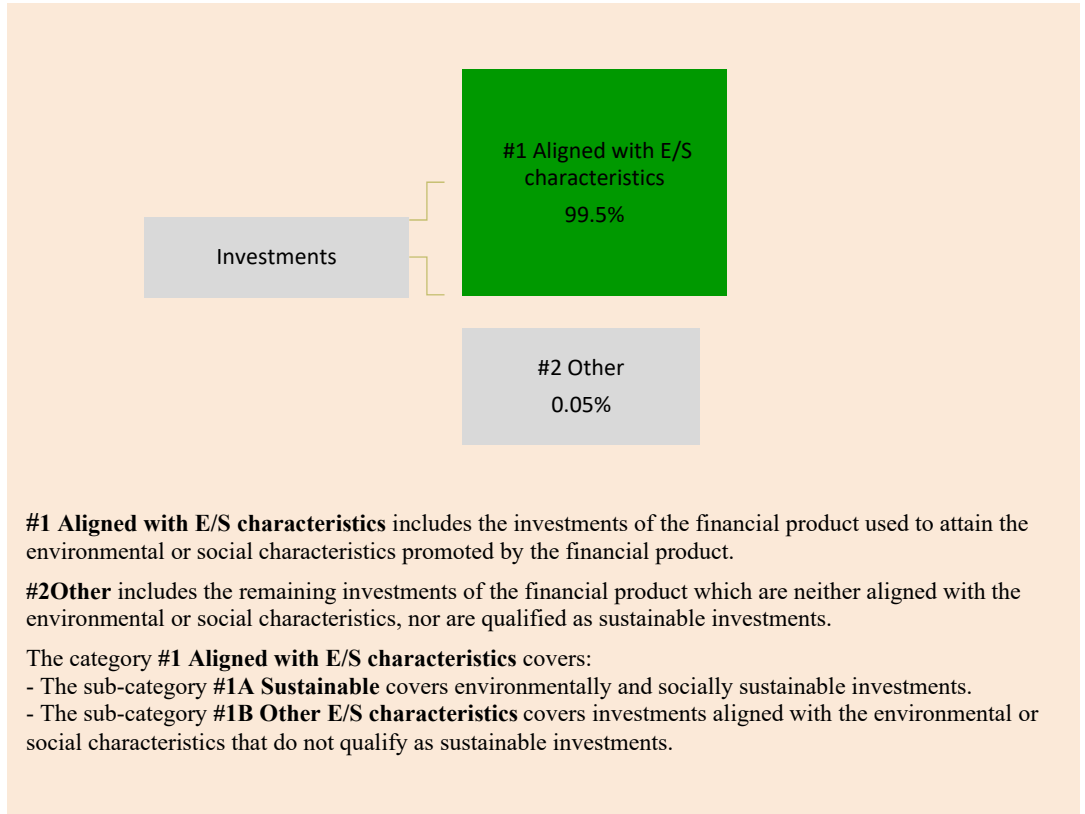 #1 Aligned with E/S
characteristics
99.5%
Investments
#2 Other
0.05%
#1 Aligned with E/S characteristics includes the investments of the financial product used to attain the
environmental or social characteristics promoted by the financial product.
#2Other includes the remaining investments of the financial product which are neither aligned with the
environmental or social characteristics, nor are qualified as sustainable investments.
The category #1 Aligned with E/S characteristics covers:
- The sub-category #1A Sustainable covers environmentally and socially sustainable investments.
- The sub-category #1B Other E/S characteristics covers investments aligned with the environmental or
social characteristics that do not qualify as sustainable investments.